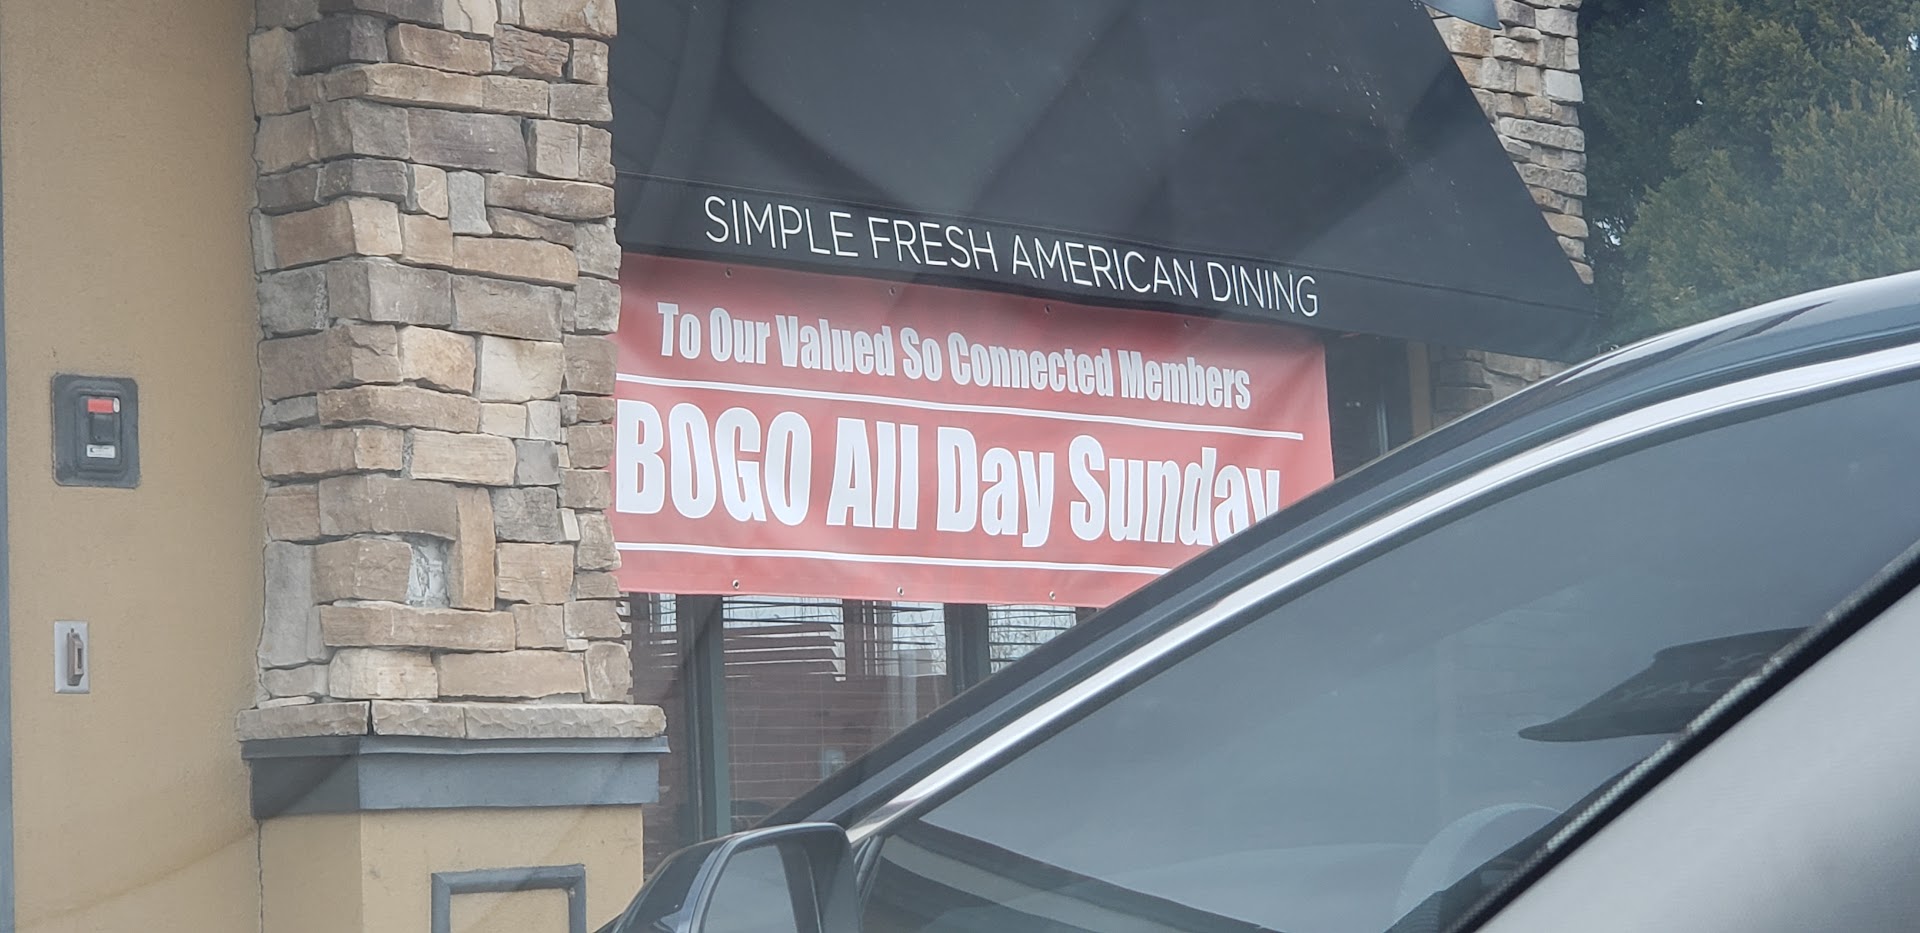 SIMPLE FRESH AMERICAN DINING
To Our Valued So Connected Members
BOGO All Day Sunday